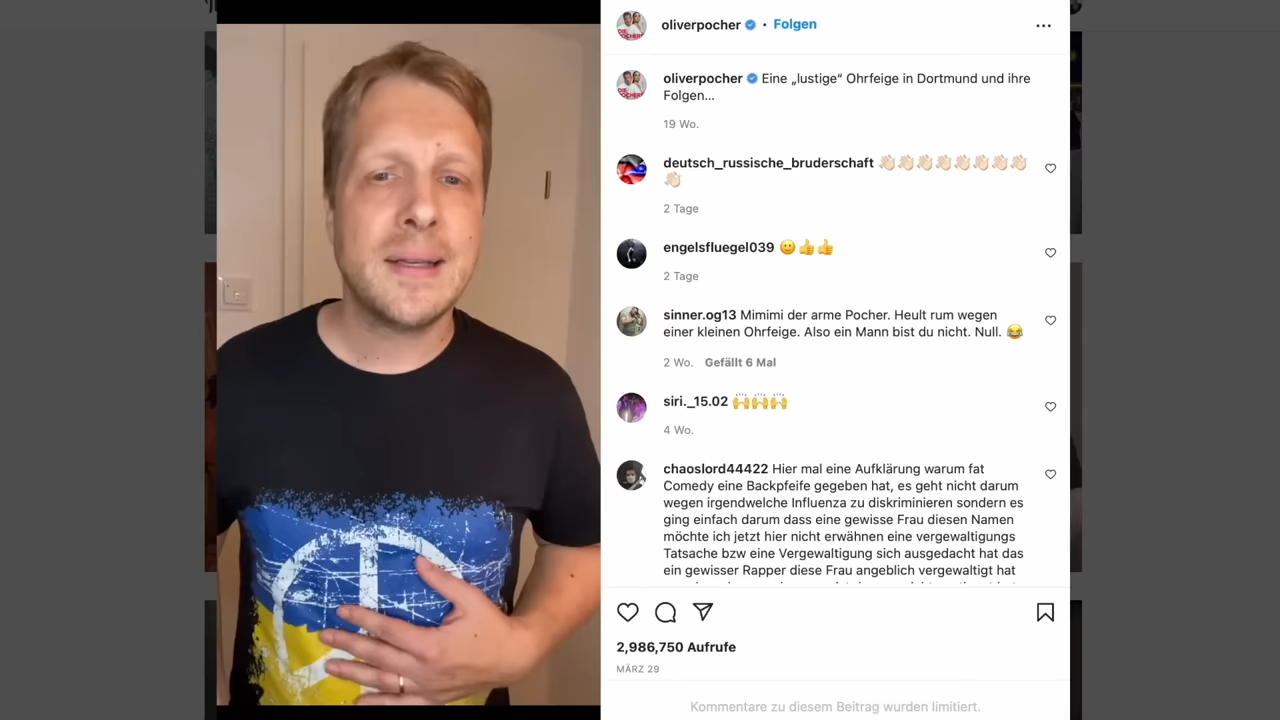 oliverpocher • Folgen
oliverpocher Eine „lustige“ Ohrfeige in Dortmund und ihre
Folgen...
19 Wo.
deutsch_russische_bruderschaft 👏🏻👏🏻👏🏻👏🏻👏🏻👏🏻👏🏻👏🏻
👏🏻
2 Tage
engelsfluegel039 🙂👍👍
2 Tage
sinner.og13 Mimimi der arme Pocher. Heult rum wegen
einer kleinen Ohrfeige. Also ein Mann bist du nicht. Null. 😂
2 Wo. Gefällt 6 Mal
siri._15.02 🙌🙌🙌
4 Wo.
chaoslord44422 Hier mal eine Aufklärung warum fat
Comedy eine Backpfeife gegeben hat, es geht nicht darum
wegen irgendwelche Influenza zu diskriminieren sondern es
ging einfach darum dass eine gewisse Frau diesen Namen
möchte ich jetzt hier nicht erwähnen eine vergewaltigungs
Tatsache bzw eine Vergewaltigung sich ausgedacht hat das
ein gewisser Rapper diese Frau angeblich vergewaltigt hat
2,986,750 Aufrufe
MÄRZ 29
Kommentare zu diesem Beitrag wurden limitiert.